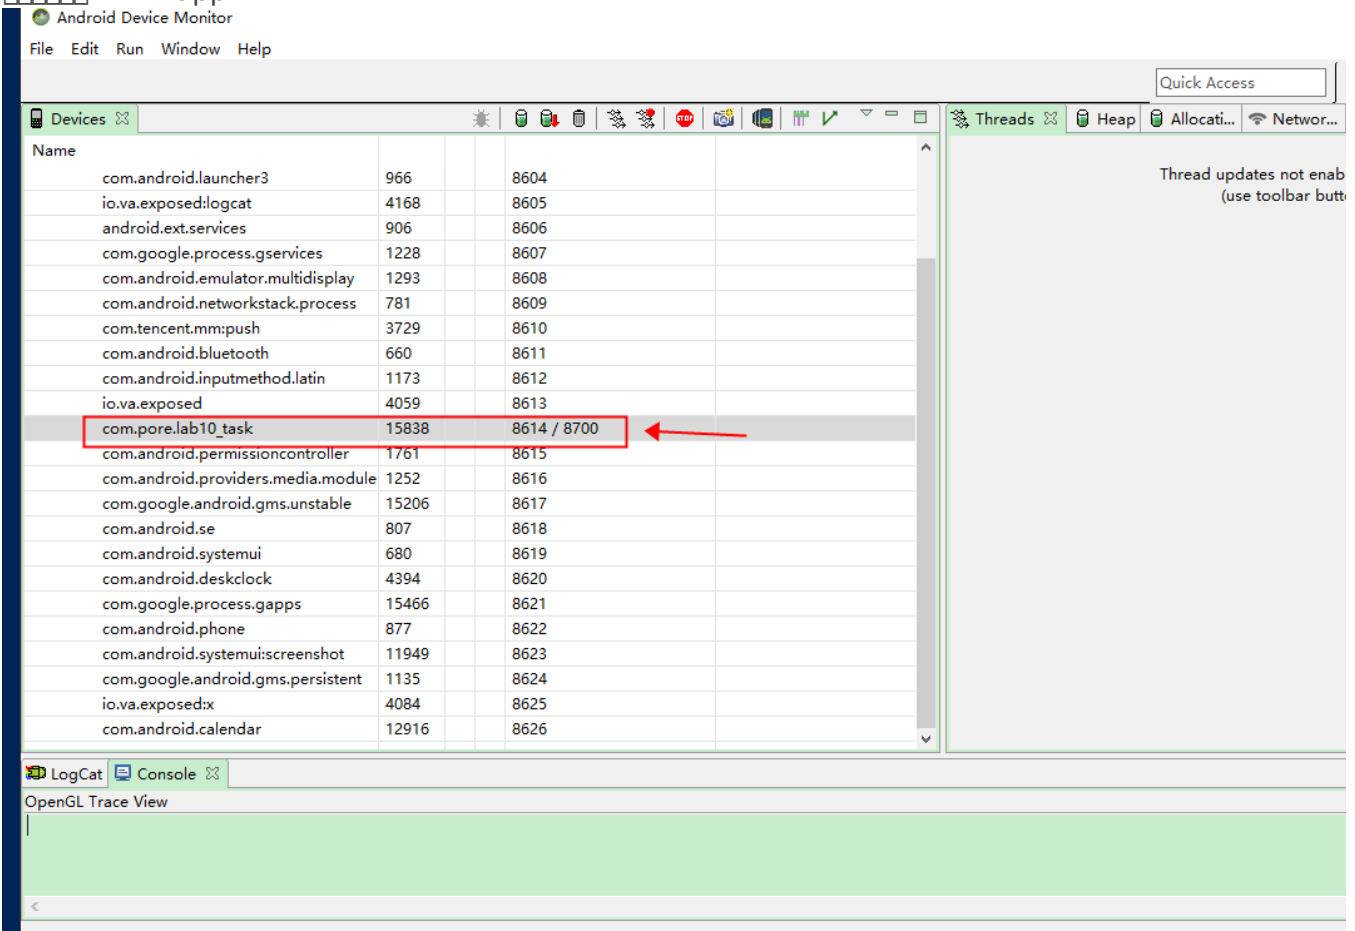 Android Device Monitor
File Edit Run Window Help
Quick Access
Devices
Threads Heap Allocati... Networ...
Name
com.android.launcher3 966 8604
io.va.exposed:logcat 4168 8605
android.ext.services 906 8606
com.google.process.gservices 1228 8607
com.android.emulator.multidisplay 1293 8608
com.android.networkstack.process 781 8609
com.tencent.mm:push 3729 8610
com.android.bluetooth 660 8611
com.android.inputmethod.latin 1173 8612
io.va.exposed 4059 8613
com.pore.lab10_task 15838 8614 / 8700
com.android.permissioncontroller 1761 8615
com.android.providers.media.module 1252 8616
com.google.android.gms.unstable 15206 8617
com.android.se 807 8618
com.android.systemui 680 8619
com.android.deskclock 4394 8620
com.google.process.gapps 15466 8621
com.android.phone 877 8622
com.android.systemui:screenshot 11949 8623
com.google.android.gms.persistent 1135 8624
io.va.exposed:x 4084 8625
com.android.calendar 12916 8626
Thread updates not enab
(use toolbar butt
LogCat Console
OpenGL Trace View